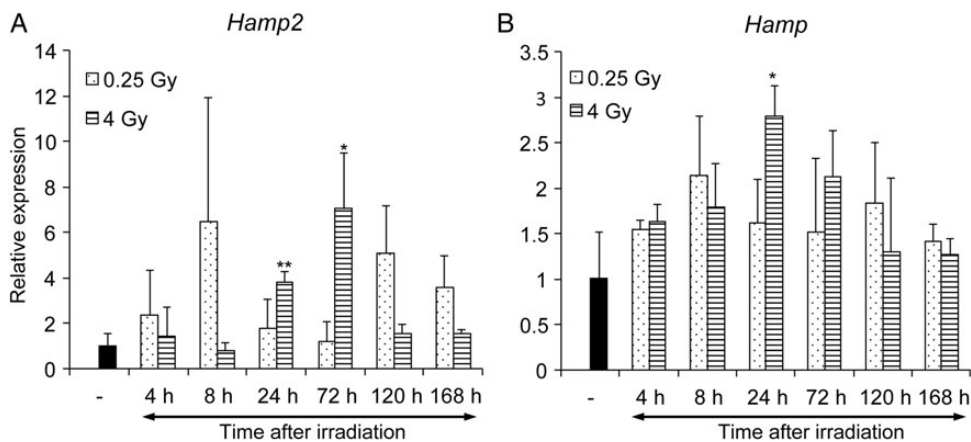 A
Hamp2
Relative expression
14
12
10
8
6
4
2
0
0.25 Gy
4 Gy
**
*
- 4 h 8 h 24 h 72 h 120 h 168 h
Time after irradiation
B
Hamp
3.5
3
2.5
2
1.5
1
0.5
0
0.25 Gy
4 Gy
*
- 4 h 8 h 24 h 72 h 120 h 168 h
Time after irradiation